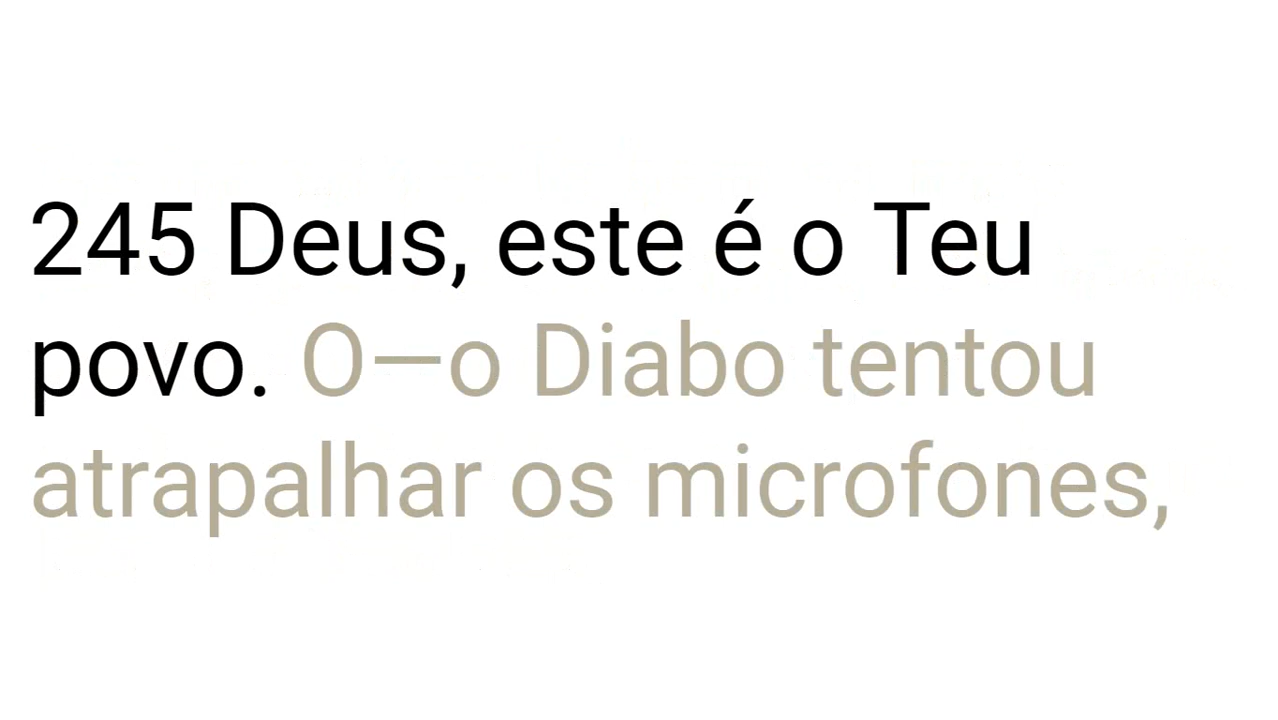 245 Deus, este é o Teu
povo. O—o Diabo tentou
atrapalhar os microfones,